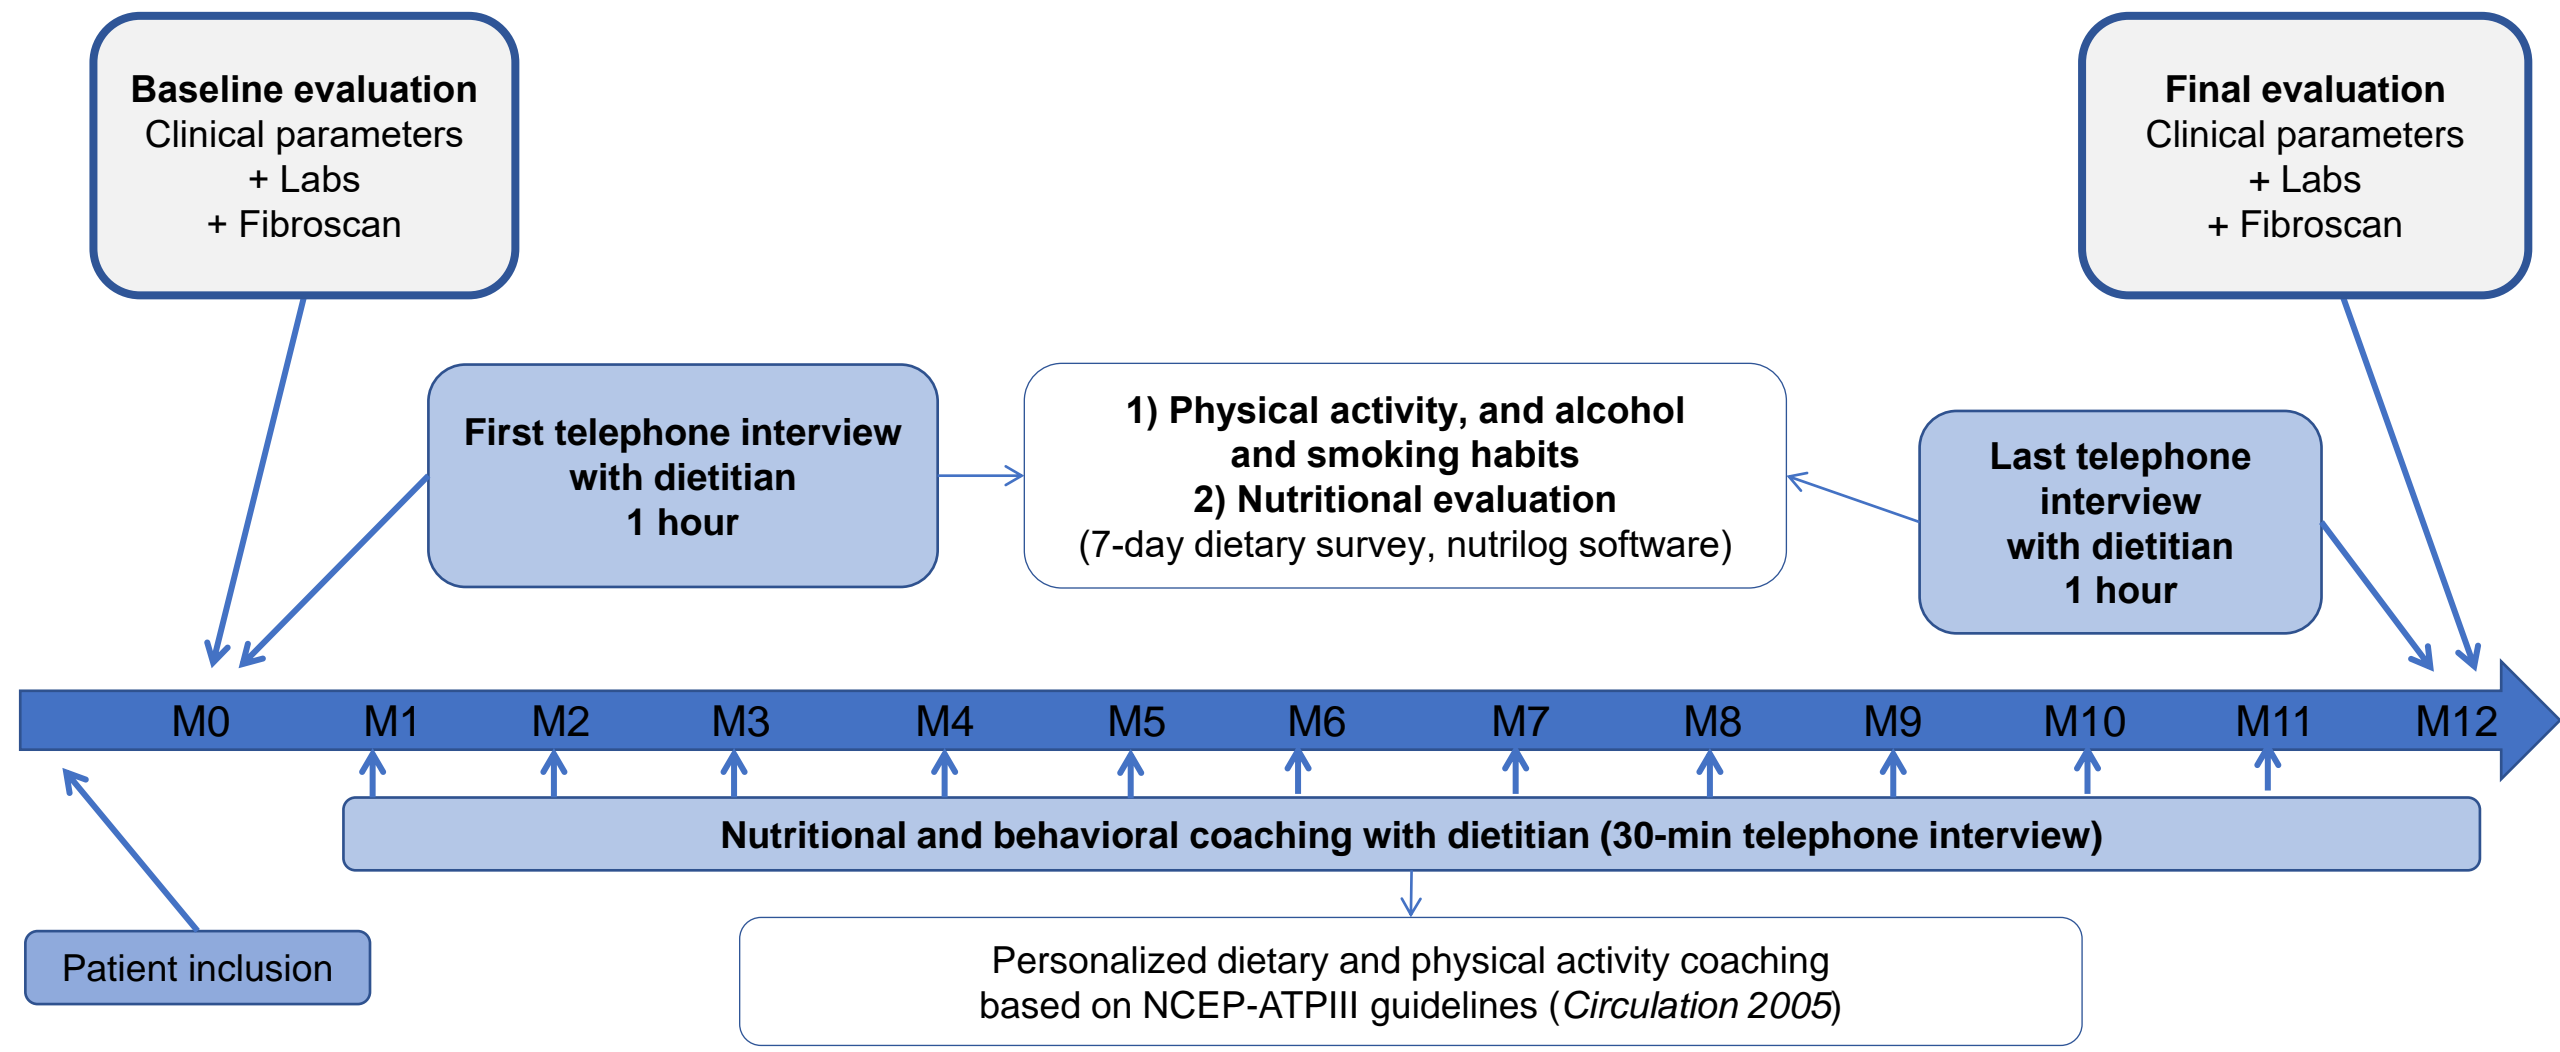 Baseline evaluation
Clinical parameters
+ Labs
+ Fibroscan
Final evaluation
Clinical parameters
+ Labs
+ Fibroscan
First telephone interview
with dietitian
1 hour
1) Physical activity, and alcohol
and smoking habits
2) Nutritional evaluation
(7-day dietary survey, nutrilog software)
Last telephone
interview
with dietitian
1 hour
M0 M1 M2 M3 M4 M5 M6 M7 M8 M9 M10 M11 M12
Nutritional and behavioral coaching with dietitian (30-min telephone interview)
Patient inclusion
Personalized dietary and physical activity coaching
based on NCEP-ATPIII guidelines (Circulation 2005)